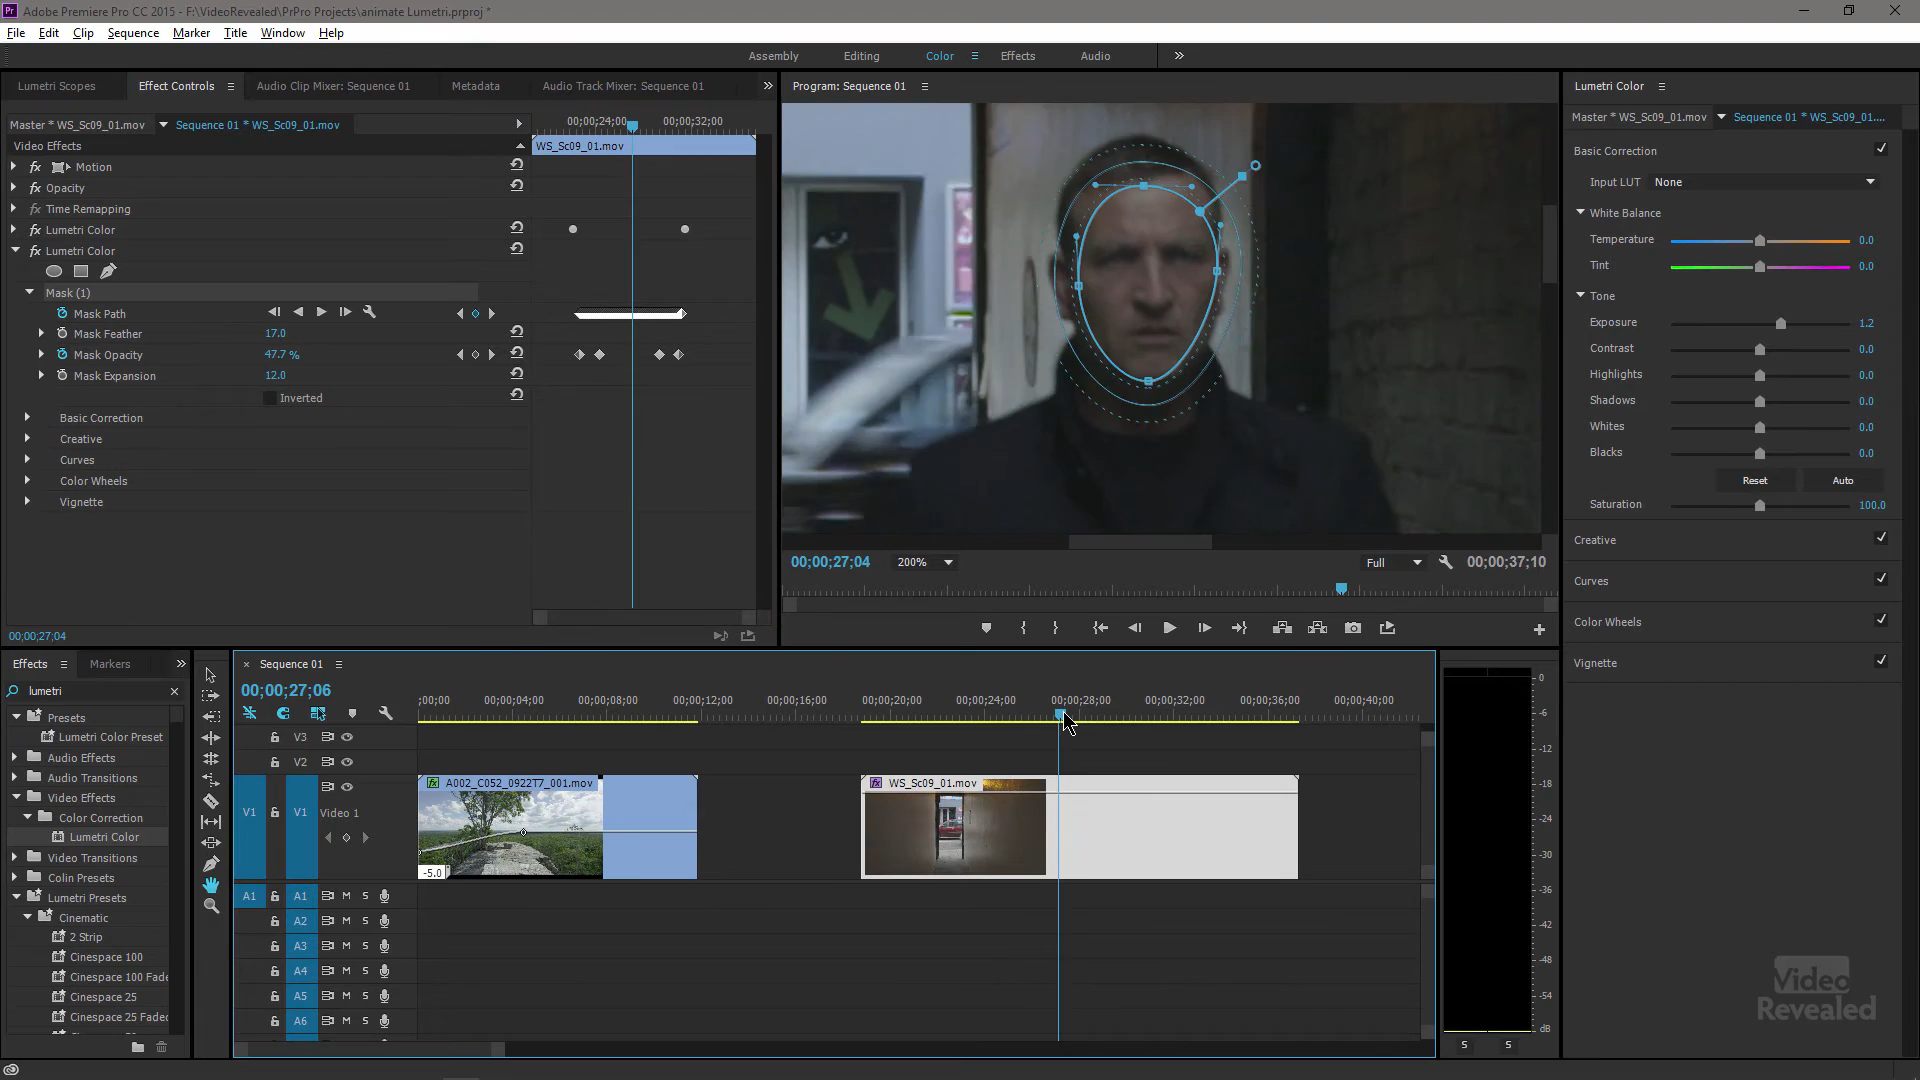 Adobe Premiere Pro CC 2015 - F:\VideoRevealed\PrPro Projects\animate Lumetri.prproj *
File Edit Clip Sequence Marker Title Window Help
Assembly Editing Color Effects Audio
Lumetri Scopes Effect Controls Audio Clip Mixer: Sequence 01 Metadata Audio Track Mixer: Sequence 01
Master * WS_Sc09_01.mov Sequence 01 * WS_Sc09_01.mov
00;00;24;00 00;00;32;00
Video Effects
WS_Sc09_01.mov
fx Motion
fx Opacity
fx Time Remapping
fx Lumetri Color
fx Lumetri Color
Mask (1)
Mask Path
Mask Feather 17.0
Mask Opacity 47.7 %
Mask Expansion 12.0
Inverted
Basic Correction
Creative
Curves
Color Wheels
Vignette
00;00;27;04
Program: Sequence 01
00;00;27;04 200% Full 00;00;37;10
Lumetri Color
Master * WS_Sc09_01.mov Sequence 01 * WS_Sc09_01....
Basic Correction
Input LUT None
White Balance
Temperature 0.0
Tint 0.0
Tone
Exposure 1.2
Contrast 0.0
Highlights 0.0
Shadows 0.0
Whites 0.0
Blacks 0.0
Reset Auto
Saturation 100.0
Creative
Curves
Color Wheels
Vignette
Effects Markers
lumetri
Presets
Lumetri Color Preset
Audio Effects
Audio Transitions
Video Effects
Color Correction
Lumetri Color
Video Transitions
Colin Presets
Lumetri Presets
Cinematic
2 Strip
Cinespace 100
Cinespace 100 Fade
Cinespace 25
Cinespace 25 Faded
Sequence 01
00;00;27;06
;00;00 00;00;04;00 00;00;08;00 00;00;12;00 00;00;16;00 00;00;20;00 00;00;24;00 00;00;28;00 00;00;32;00 00;00;36;00 00;00;40;00
V3
V2
V1 V1 Video 1
fx A002_C052_0922T7_001.mov
-5.0
fx WS_Sc09_01.mov
A1 A1 M S
A2 M S
A3 M S
A4 M S
A5 M S
A6 M S
0
-6
-12
-18
-24
-30
-36
-42
-48
-54
dB
S S
Video
Revealed